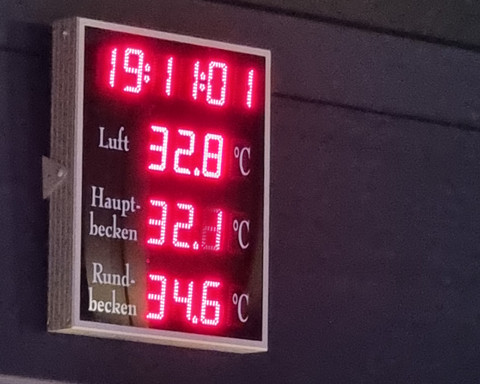 19:11:01
Luft 32.8 °C
Haupt-
becken 32.1 °C
Rund-
becken 34.6 °C